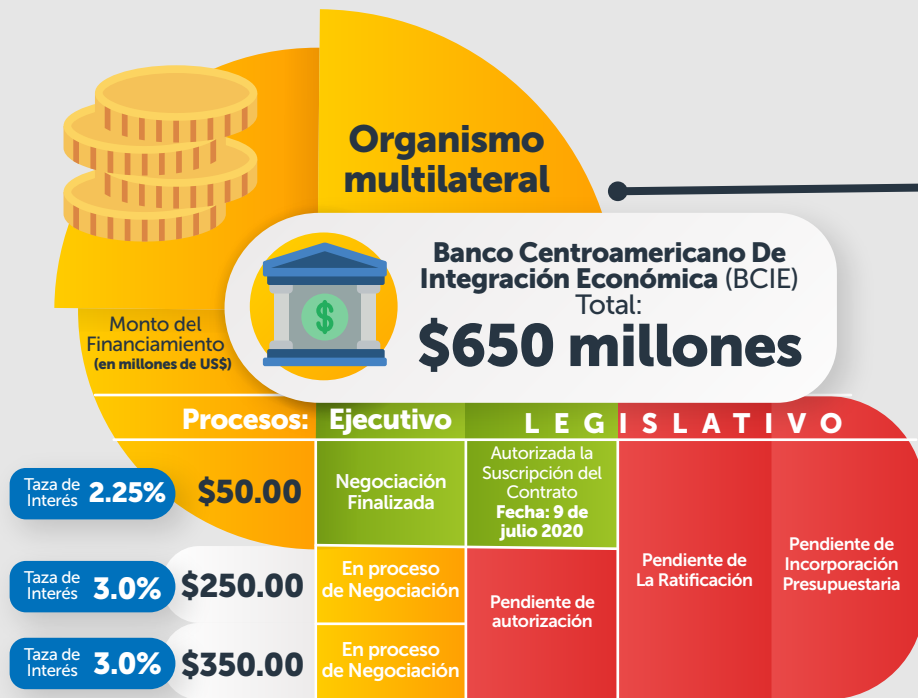 Organismo
multilateral
Banco Centroamericano De
Integración Económica (BCIE)
Total:
$650 millones
$
Monto del
Financiamiento
(en millones de US$)
Procesos: Ejecutivo LEGISLATIVO
Taza de
Interés 2.25% $50.00
Negociación
Finalizada
Autorizada la
Suscripción del
Contrato
Fecha: 9 de
julio 2020
Taza de
Interés 3.0% $250.00
En proceso
de Negociación
Taza de
Interés 3.0% $350.00
En proceso
de Negociación
Pendiente de
autorización
Pendiente de
La Ratificación
Pendiente de
Incorporación
Presupuestaria